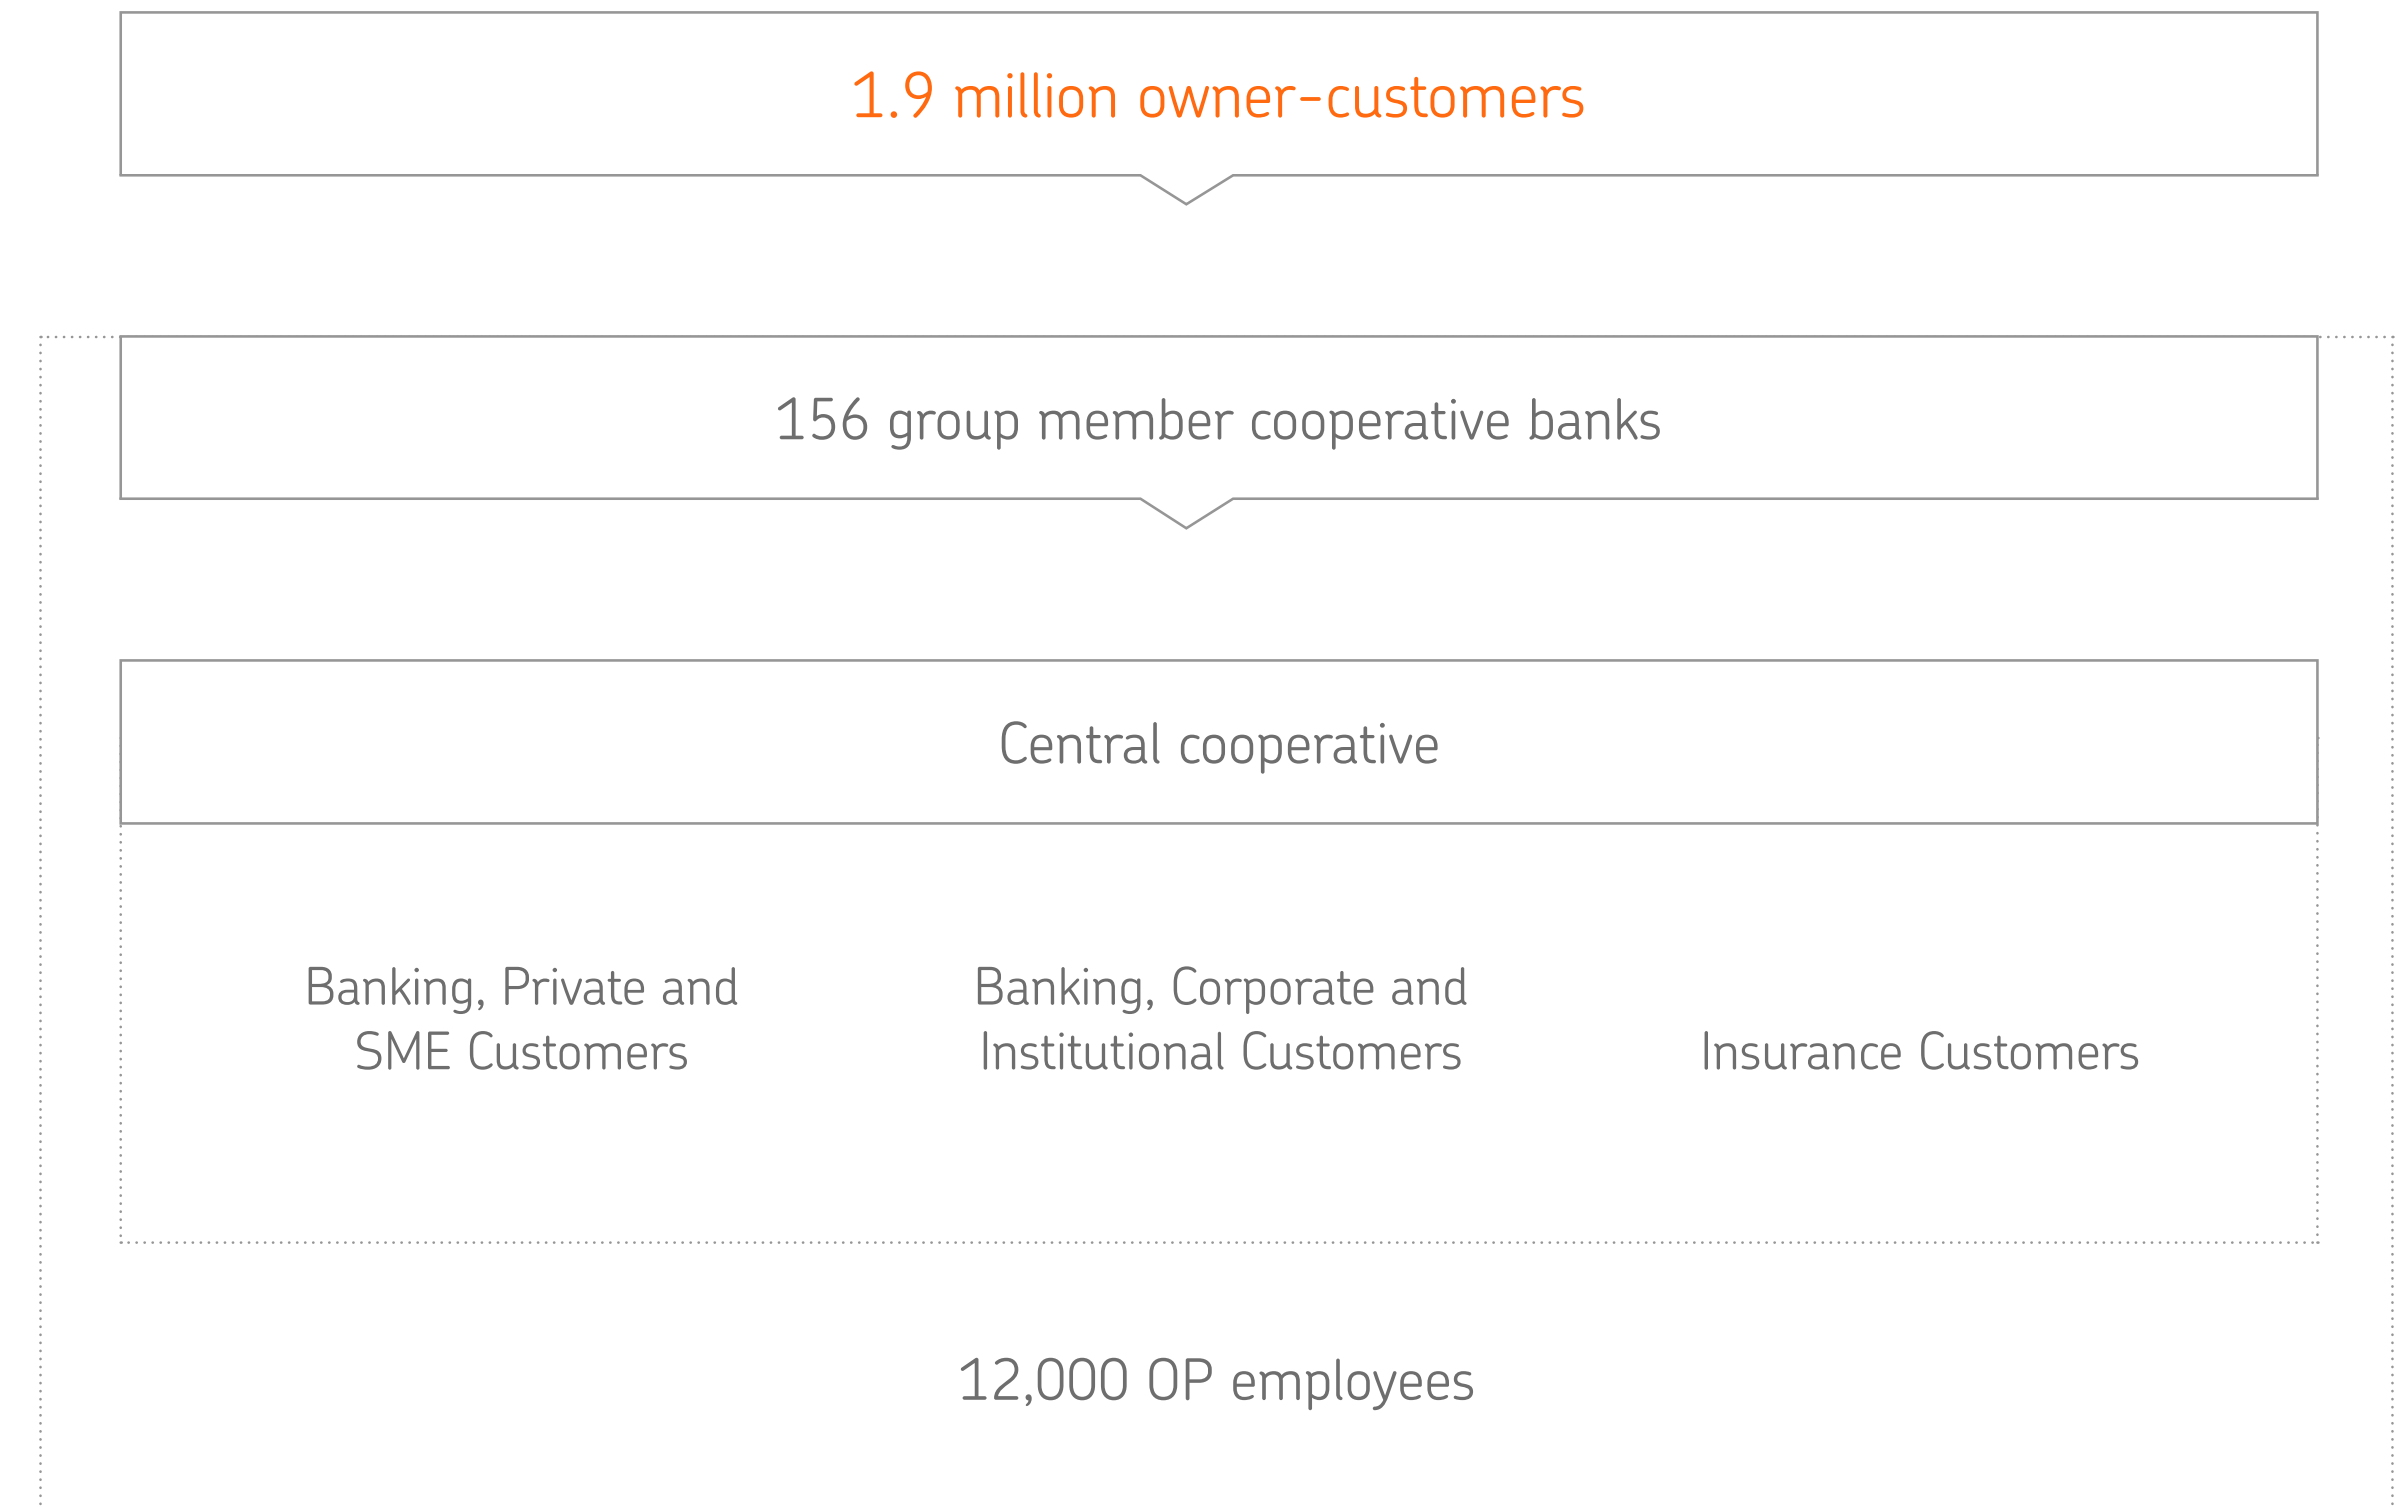 1.9 million owner-customers
156 group member cooperative banks
Central cooperative
Banking, Private and
SME Customers
Banking, Corporate and
Institutional Customers
Insurance Customers
12,000 OP employees